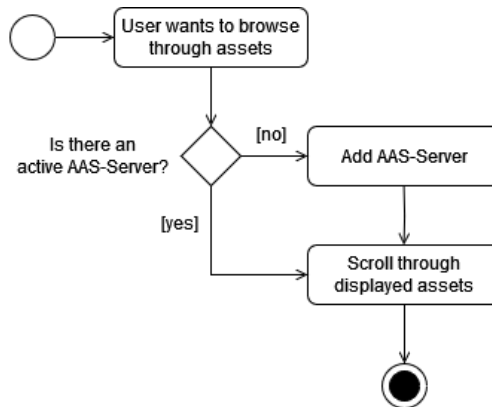 User wants to browse
through assets
Is there an
active AAS-Server?
[no]
Add AAS-Server
[yes]
Scroll through
displayed assets